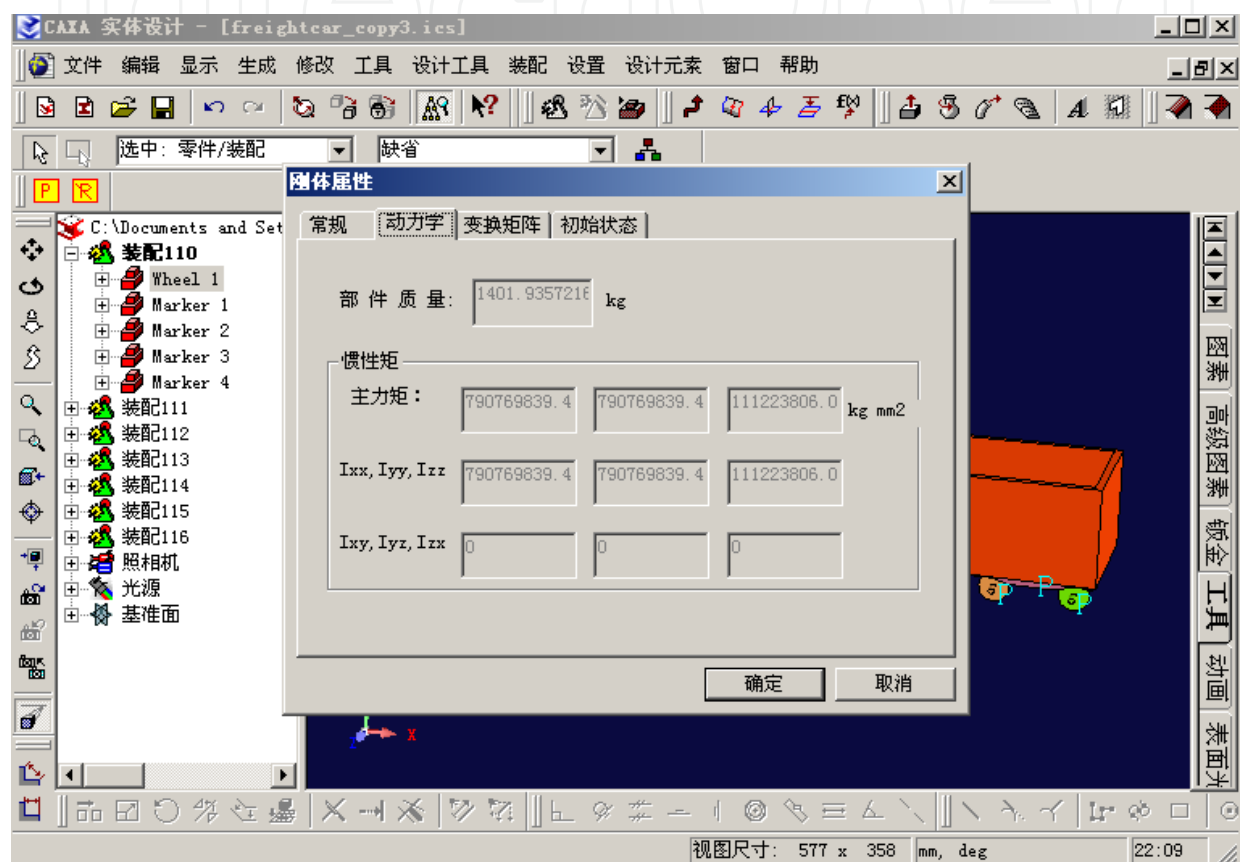 CAXA 实体设计 - [freightcar_copy3.ics]
文件 编辑 显示 生成 修改 工具 设计工具 装配 设置 设计元素 窗口 帮助
选中: 零件/装配 缺省
P R
刚体属性
常规 动力学 变换矩阵 初始状态
部 件 质 量: 1401.9357216 kg
惯性矩
主力矩： 790769839.4 790769839.4 111223806.0 kg mm2
Ixx, Iyy, Izz 790769839.4 790769839.4 111223806.0
Ixy, Iyz, Izx 0 0 0
确定 取消
C:\Documents and Set
装配110
Wheel 1
Marker 1
Marker 2
Marker 3
Marker 4
装配111
装配112
装配113
装配114
装配115
装配116
照相机
光源
基准面
P P P
X
图素
高级图素
钣金
工具
动画
表面光
视图尺寸: 577 x 358 mm, deg 22:09